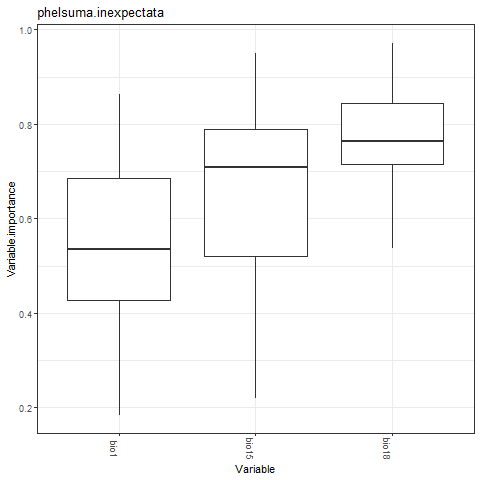 phelsuma.inexpectata
Variable.importance
1.0
0.8
0.6
0.4
0.2
bio1
bio15
bio18
Variable